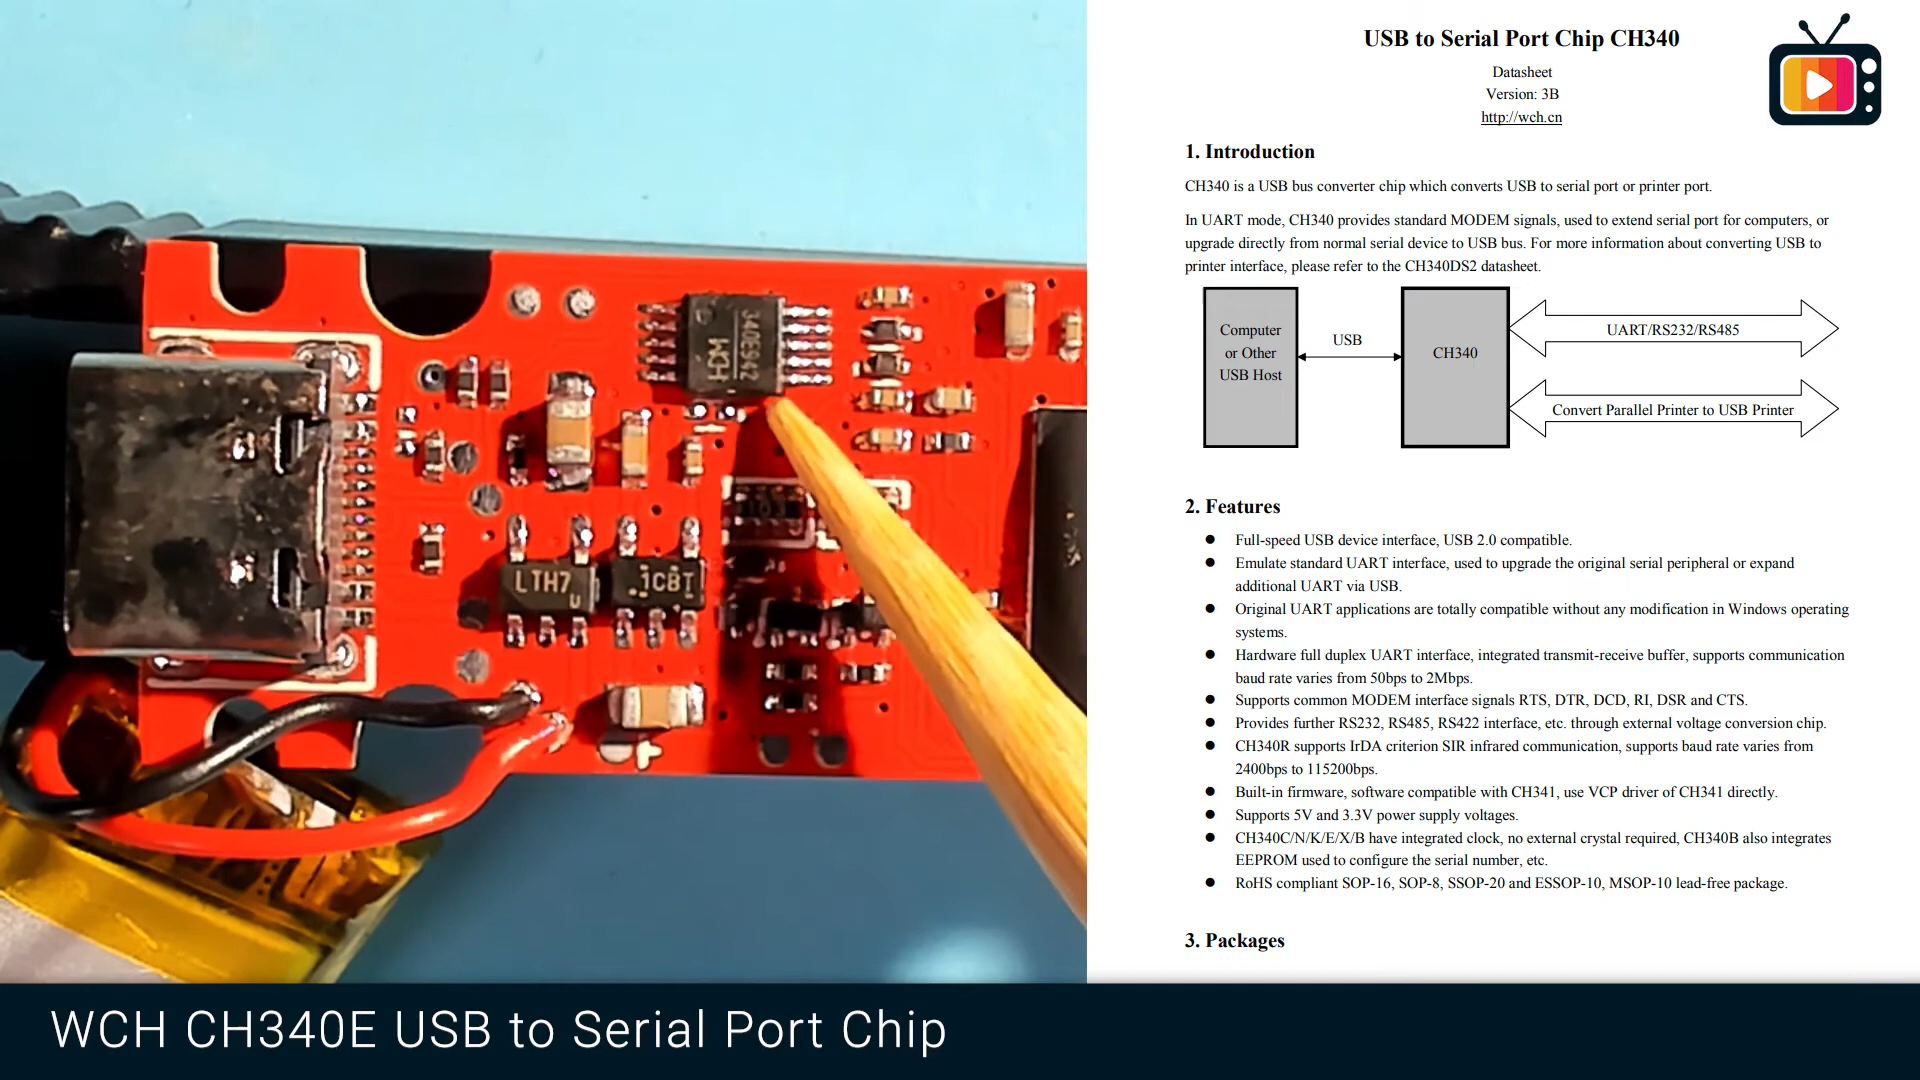 340E942
LTH7
U
.1CBT
USB to Serial Port Chip CH340
Datasheet
Version: 3B
http://wch.cn
1. Introduction
CH340 is a USB bus converter chip which converts USB to serial port or printer port.
In UART mode, CH340 provides standard MODEM signals, used to extend serial port for computers, or
upgrade directly from normal serial device to USB bus. For more information about converting USB to
printer interface, please refer to the CH340DS2 datasheet.
Computer
or Other
USB Host
USB
CH340
UART/RS232/RS485
Convert Parallel Printer to USB Printer
2. Features
● Full-speed USB device interface, USB 2.0 compatible.
● Emulate standard UART interface, used to upgrade the original serial peripheral or expand
additional UART via USB.
● Original UART applications are totally compatible without any modification in Windows operating
systems.
● Hardware full duplex UART interface, integrated transmit-receive buffer, supports communication
baud rate varies from 50bps to 2Mbps.
● Supports common MODEM interface signals RTS, DTR, DCD, RI, DSR and CTS.
● Provides further RS232, RS485, RS422 interface, etc. through external voltage conversion chip.
● CH340R supports IrDA criterion SIR infrared communication, supports baud rate varies from
2400bps to 115200bps.
● Built-in firmware, software compatible with CH341, use VCP driver of CH341 directly.
● Supports 5V and 3.3V power supply voltages.
● CH340C/N/K/E/X/B have integrated clock, no external crystal required, CH340B also integrates
EEPROM used to configure the serial number, etc.
● RoHS compliant SOP-16, SOP-8, SSOP-20 and ESSOP-10, MSOP-10 lead-free package.
3. Packages
WCH CH340E USB to Serial Port Chip